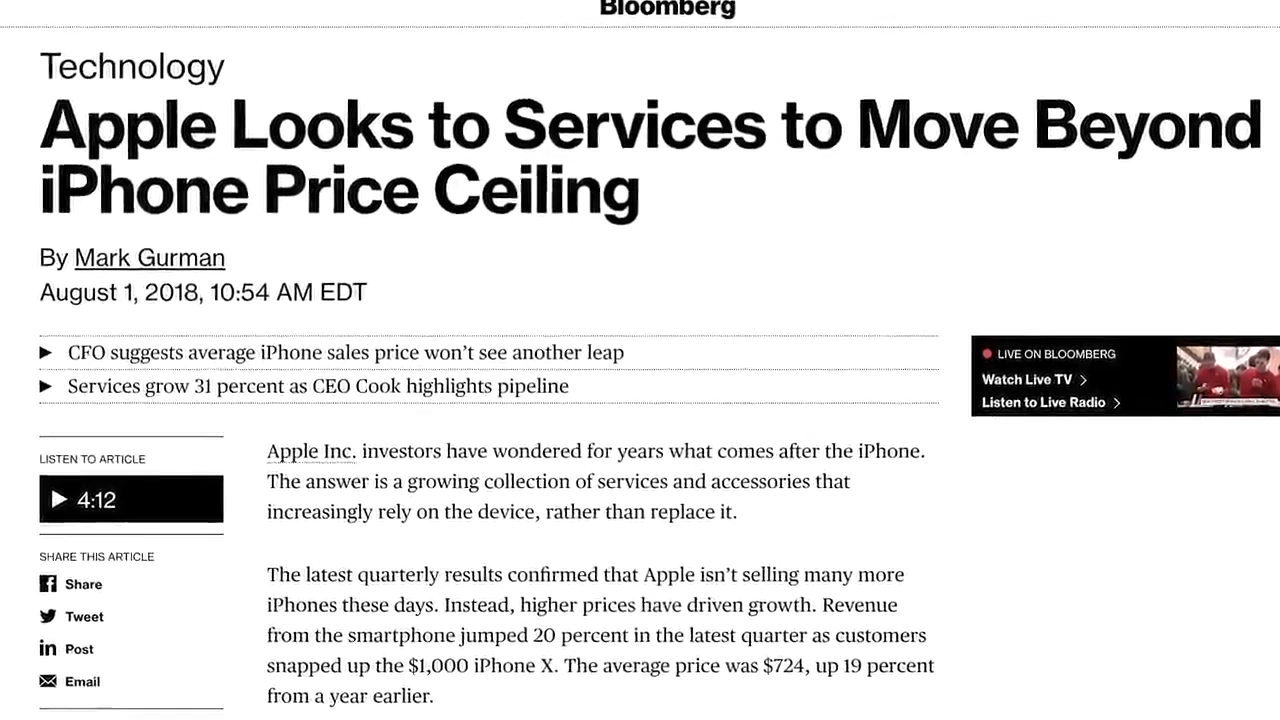 Bloomberg
Technology
Apple Looks to Services to Move Beyond
iPhone Price Ceiling
By Mark Gurman
August 1, 2018, 10:54 AM EDT
▶ CFO suggests average iPhone sales price won’t see another leap
▶ Services grow 31 percent as CEO Cook highlights pipeline
LIVE ON BLOOMBERG
Watch Live TV >
Listen to Live Radio >
LISTEN TO ARTICLE
4:12
SHARE THIS ARTICLE
Share
Tweet
Post
Email
Apple Inc. investors have wondered for years what comes after the iPhone.
The answer is a growing collection of services and accessories that
increasingly rely on the device, rather than replace it.
The latest quarterly results confirmed that Apple isn’t selling many more
iPhones these days. Instead, higher prices have driven growth. Revenue
from the smartphone jumped 20 percent in the latest quarter as customers
snapped up the $1,000 iPhone X. The average price was $724, up 19 percent
from a year earlier.